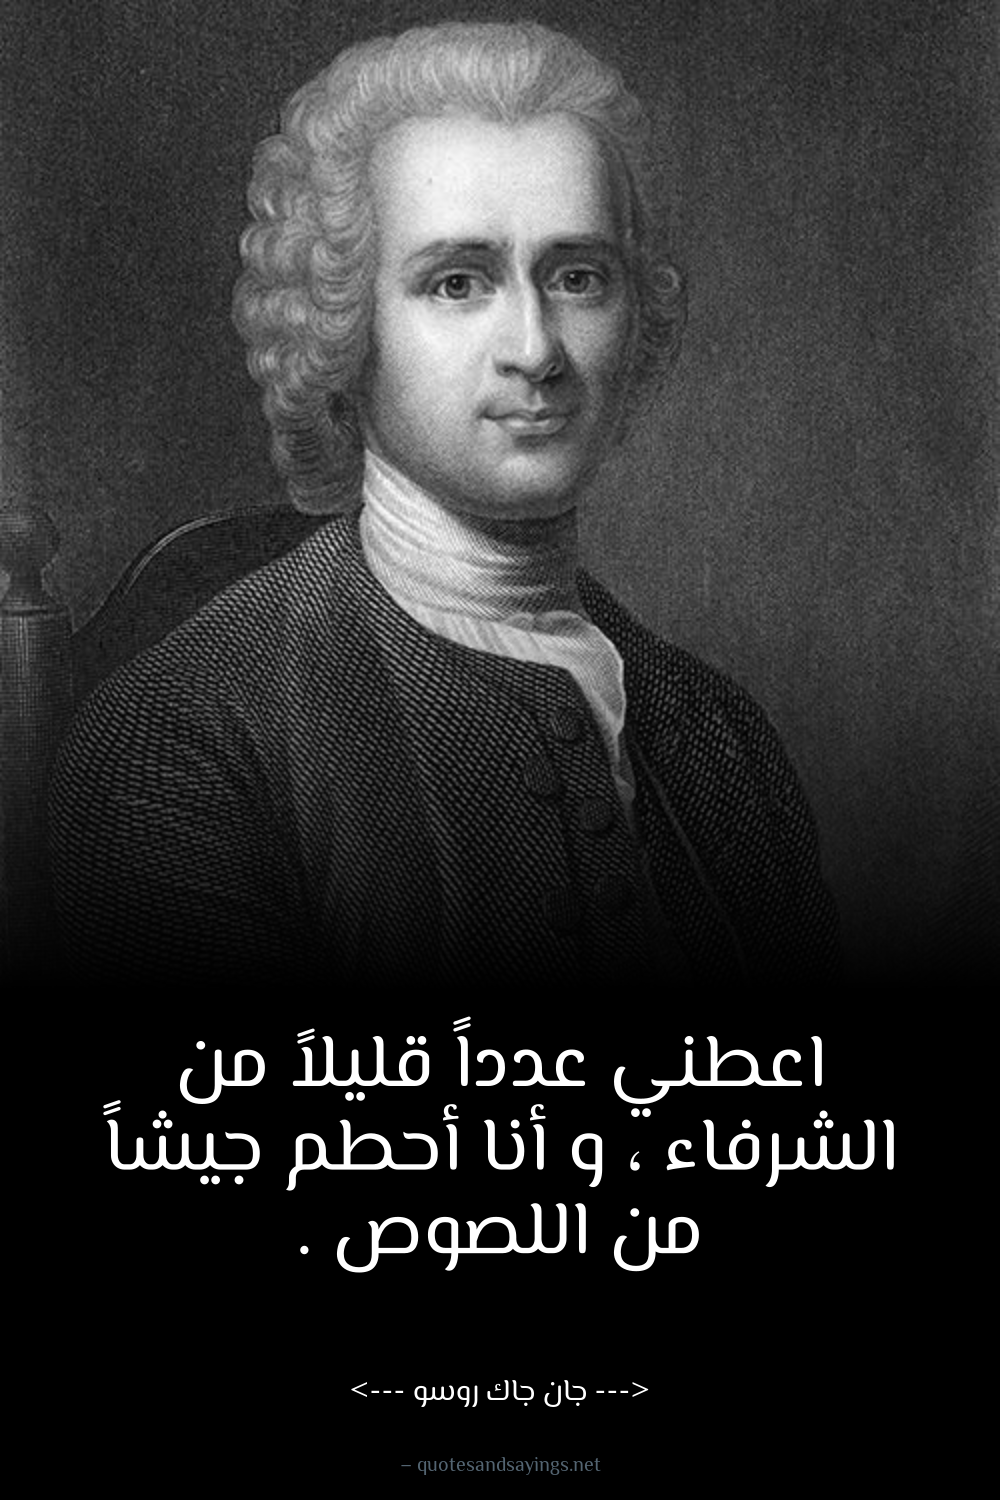 اعطني عدداً قليلاً من
الشرفاء ، و أنا أحطم جيشاً
من اللصوص .
<--- جان جاك روسو --->
– quotesandsayings.net